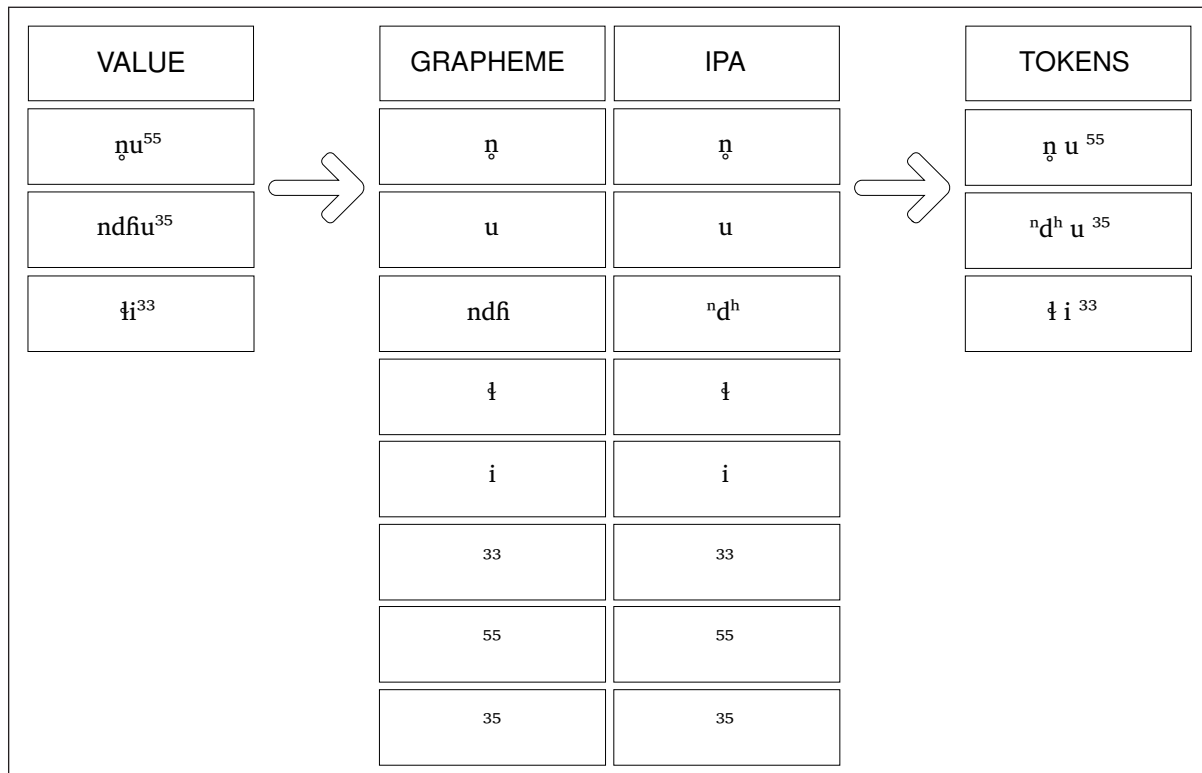 VALUE GRAPHEME IPA TOKENS
n̥u⁵⁵ n̥ n̥ n̥ u ⁵⁵
ndɦu³⁵ u u ⁿdʰ u ³⁵
ɬi³³ ndɦ ⁿdʰ ɬ i ³³
ɬ ɬ
i i
³³ ³³
⁵⁵ ⁵⁵
³⁵ ³⁵